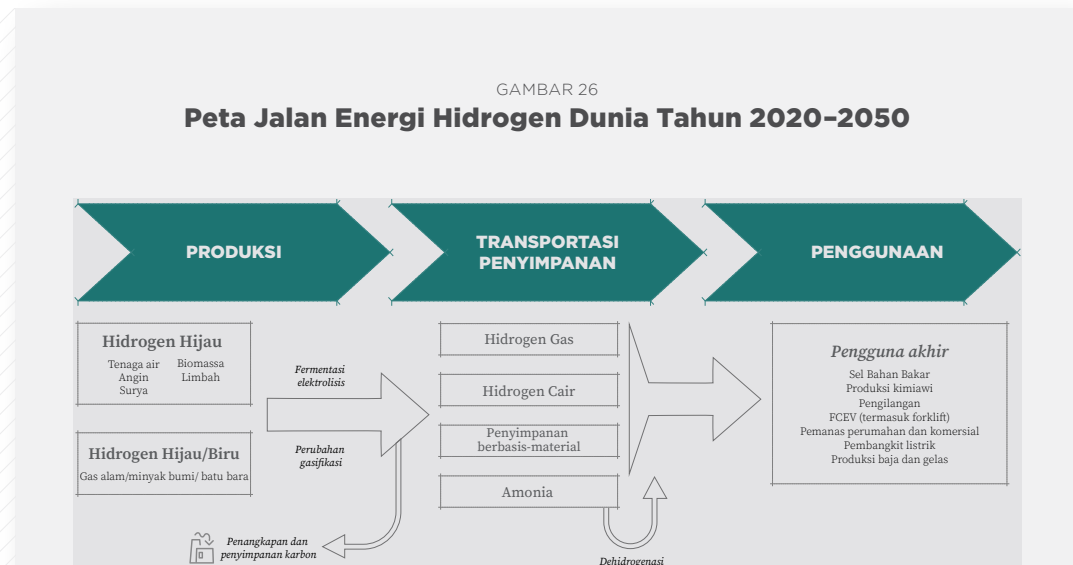 GAMBAR 26
Peta Jalan Energi Hidrogen Dunia Tahun 2020–2050
PRODUKSI
TRANSPORTASI
PENYIMPANAN
PENGGUNAAN
Hidrogen Hijau
Tenaga air
Angin
Surya
Biomassa
Limbah
Hidrogen Hijau/Biru
Gas alam/minyak bumi/ batu bara
Fermentasi
elektrolisis
Perubahan
gasifikasi
Penangkapan dan
penyimpanan karbon
Hidrogen Gas
Hidrogen Cair
Penyimpanan
berbasis-material
Amonia
Dehidrogenasi
Pengguna akhir
Sel Bahan Bakar
Produksi kimiawi
Pengilangan
FCEV (termasuk forklift)
Pemanas perumahan dan komersial
Pembangkit listrik
Produksi baja dan gelas